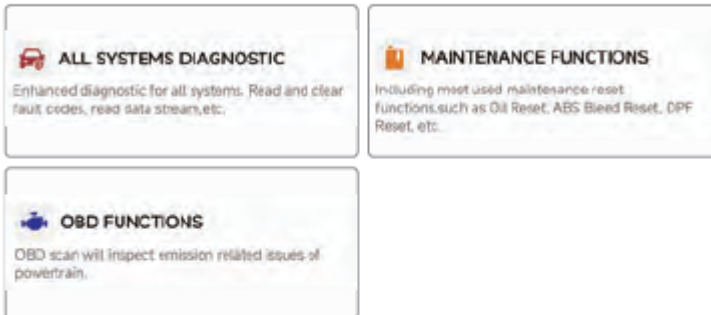 ALL SYSTEMS DIAGNOSTIC
Enhanced diagnostic for all systems. Read and clear
fault codes, read data stream,etc.
MAINTENANCE FUNCTIONS
Including most used maintenance reset
functions,such as Oil Reset, ABS Bleed Reset, DPF
Reset, etc.
OBD FUNCTIONS
OBD scan will inspect emission related issues of
powertrain.